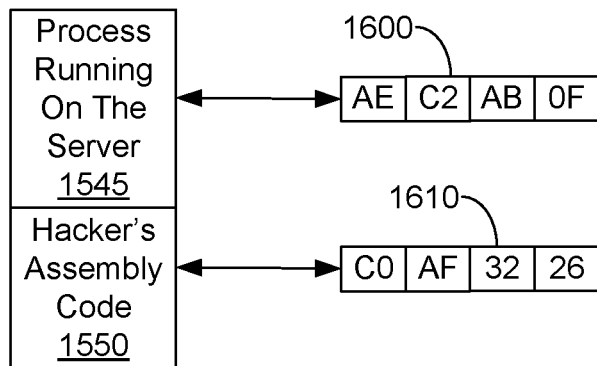 Process
Running
On The
Server
1545
1600
AE C2 AB 0F
Hacker's
Assembly
Code
1550
1610
C0 AF 32 26